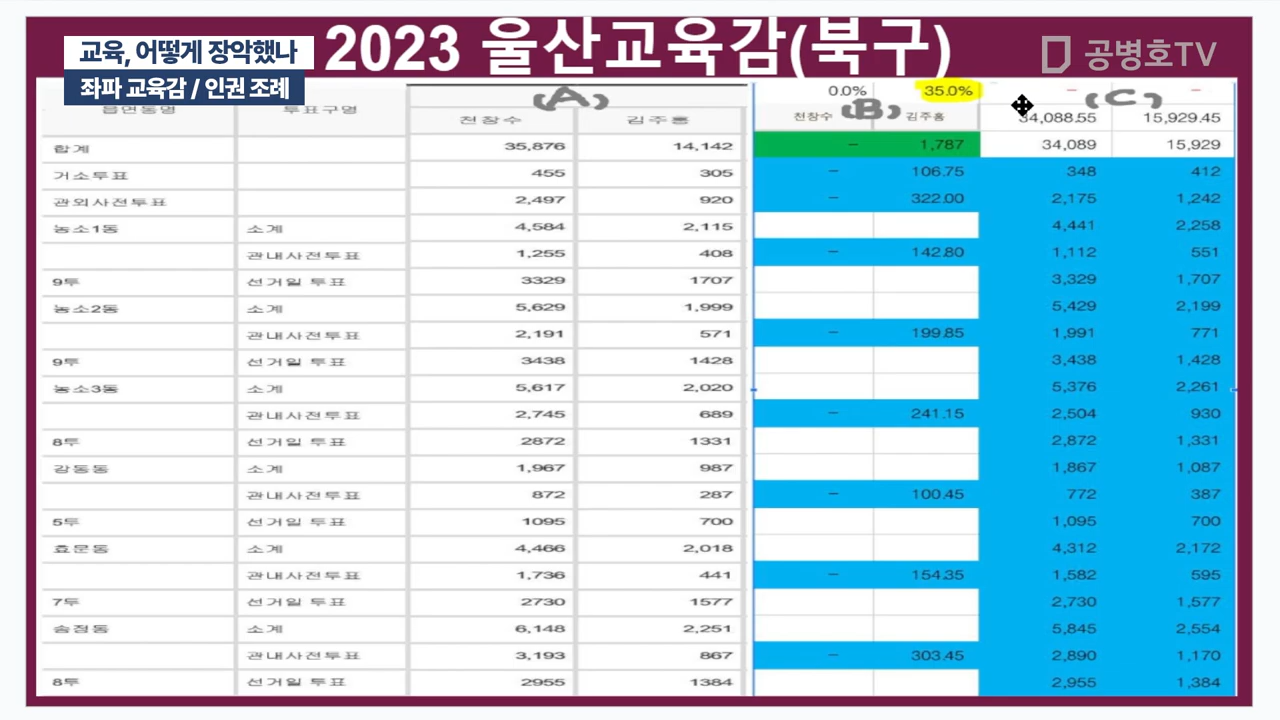 교육, 어떻게 장악했나
좌파 교육감 / 인권 조례
2023 울산교육감(북구)
공병호TV
(A) 0.0% (B) 35.0% (C) – –
읍면동명 투표구명 천창수 김주홍 천창수 김주홍 34,088.55 15,929.45
합계 35,876 14,142 – 1,787 34,089 15,929
거소투표 455 305 – 106.75 348 412
관외사전투표 2,497 920 – 322.00 2,175 1,242
농소1동 소계 4,584 2,115 4,441 2,258
관내사전투표 1,255 408 – 142.80 1,112 551
9투 선거일 투표 3329 1707 3,329 1,707
농소2동 소계 5,629 1,999 5,429 2,199
관내사전투표 2,191 571 – 199.85 1,991 771
9투 선거일 투표 3438 1428 3,438 1,428
농소3동 소계 5,617 2,020 5,376 2,261
관내사전투표 2,745 689 – 241.15 2,504 930
8투 선거일 투표 2872 1331 2,872 1,331
강동동 소계 1,967 987 1,867 1,087
관내사전투표 872 287 – 100.45 772 387
5투 선거일 투표 1095 700 1,095 700
효문동 소계 4,466 2,018 4,312 2,172
관내사전투표 1,736 441 – 154.35 1,582 595
7투 선거일 투표 2730 1577 2,730 1,577
송정동 소계 6,148 2,251 5,845 2,554
관내사전투표 3,193 867 – 303.45 2,890 1,170
8투 선거일 투표 2955 1384 2,955 1,384